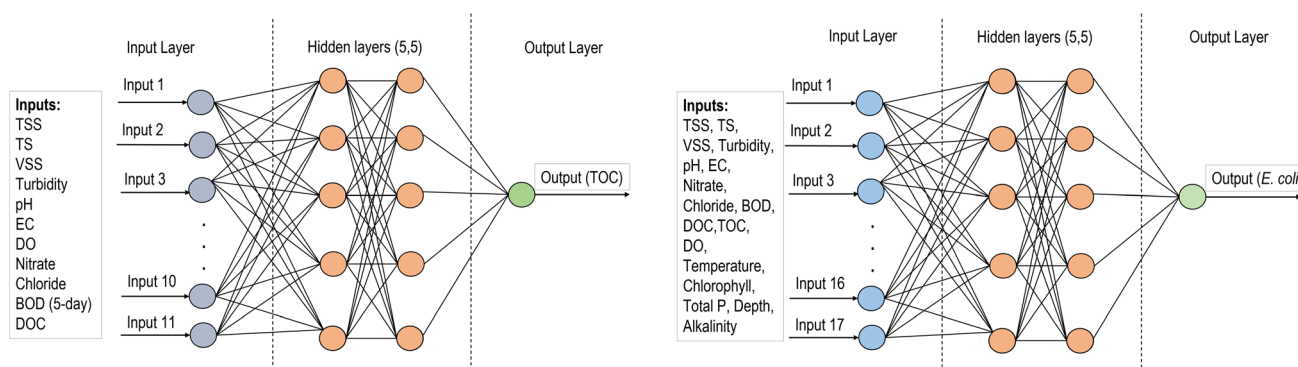 Input Layer
Hidden layers (5,5)
Output Layer
Inputs:
TSS
TS
VSS
Turbidity
pH
EC
DO
Nitrate
Chloride
BOD (5-day)
DOC
Input 1
Input 2
Input 3
.
.
.
Input 10
Input 11
Output (TOC)
Input Layer
Hidden layers (5,5)
Output Layer
Inputs:
TSS, TS,
VSS, Turbidity,
pH, EC,
Nitrate,
Chloride, BOD,
DOC,TOC,
DO,
Temperature,
Chlorophyll,
Total P, Depth,
Alkalinity
Input 1
Input 2
Input 3
.
.
.
Input 16
Input 17
Output (E. coli